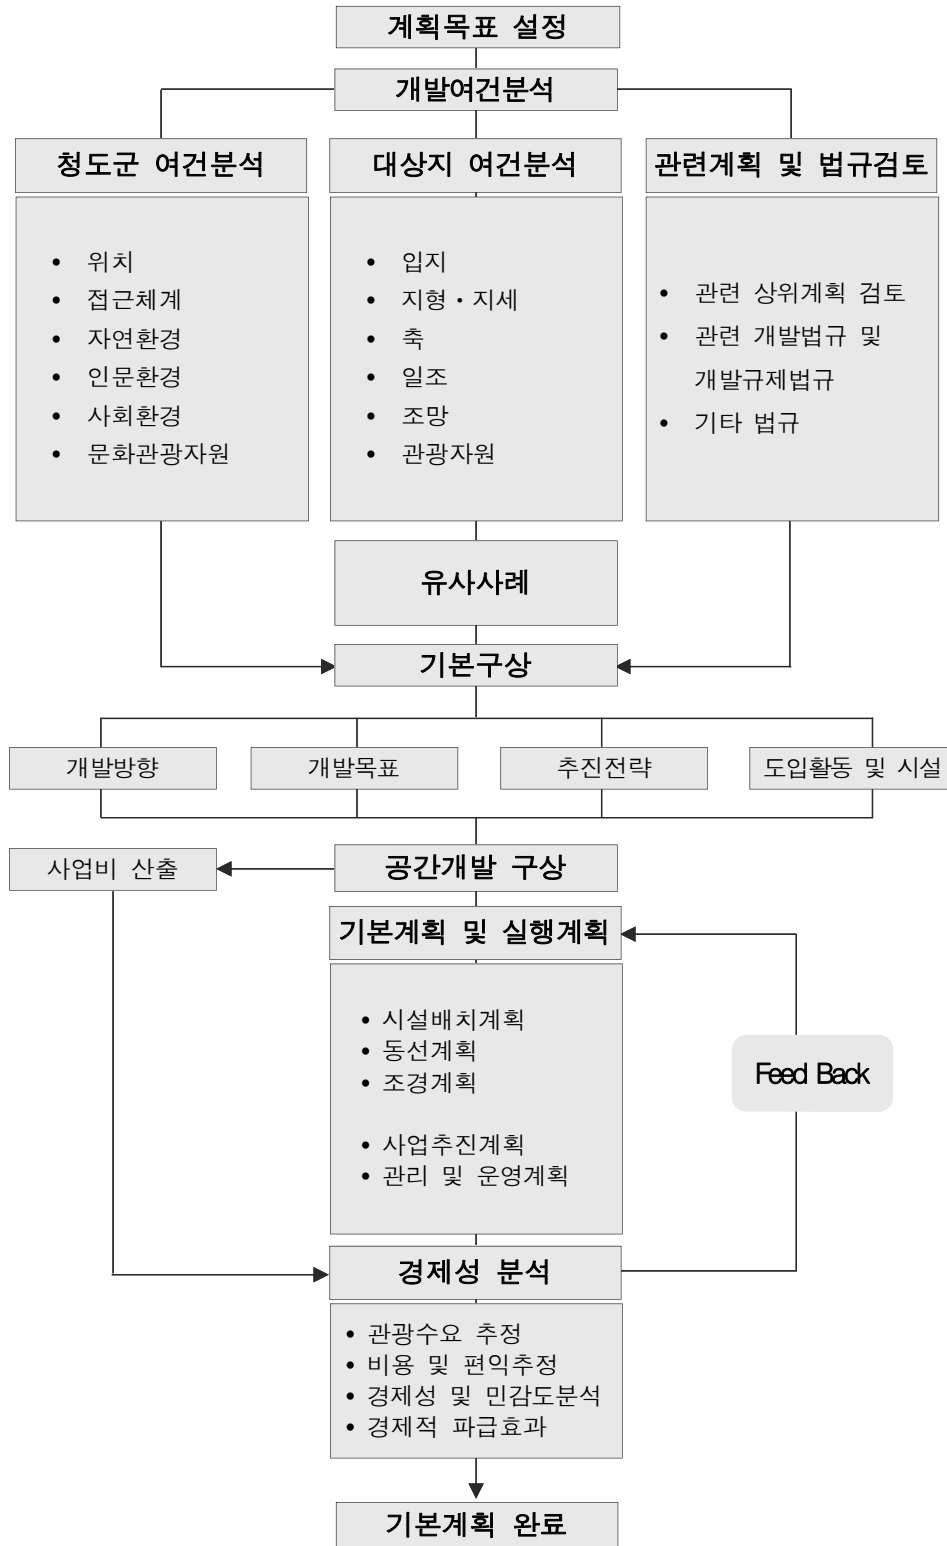 계획목표 설정
개발여건분석
청도군 여건분석
• 위치
• 접근체계
• 자연환경
• 인문환경
• 사회환경
• 문화관광자원
대상지 여건분석
• 입지
• 지형·지세
• 축
• 일조
• 조망
• 관광자원
관련계획 및 법규검토
• 관련 상위계획 검토
• 관련 개발법규 및
개발규제법규
• 기타 법규
유사사례
기본구상
개발방향
개발목표
추진전략
도입활동 및 시설
사업비 산출
공간개발 구상
기본계획 및 실행계획
• 시설배치계획
• 동선계획
• 조경계획
• 사업추진계획
• 관리 및 운영계획
Feed Back
경제성 분석
• 관광수요 추정
• 비용 및 편익추정
• 경제성 및 민감도분석
• 경제적 파급효과
기본계획 완료